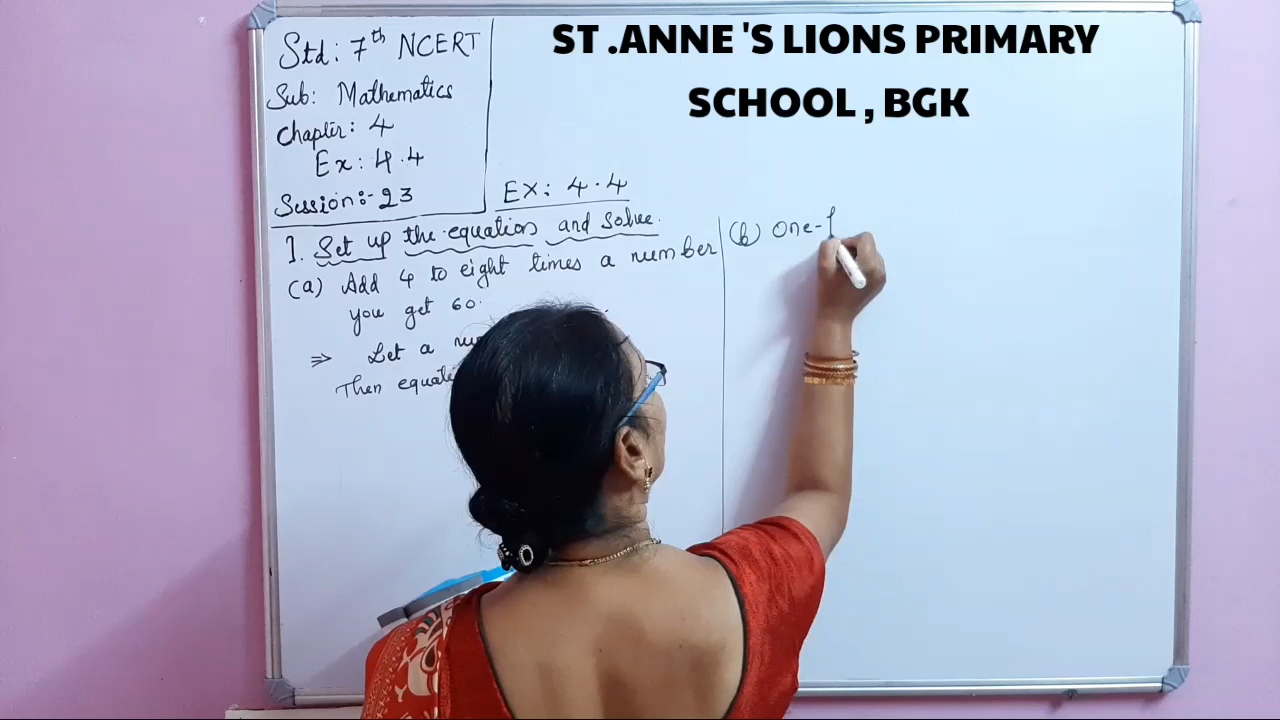 ST .ANNE 'S LIONS PRIMARY
SCHOOL , BGK
Std: 7th NCERT
Sub: Mathematics
Chapter: 4
Ex: 4.4
Session:- 23
Ex: 4.4
1. Set up the equation and solve.
(a) Add 4 to eight times a number
you get 60.
⇒ Let a
Then
(b) One-